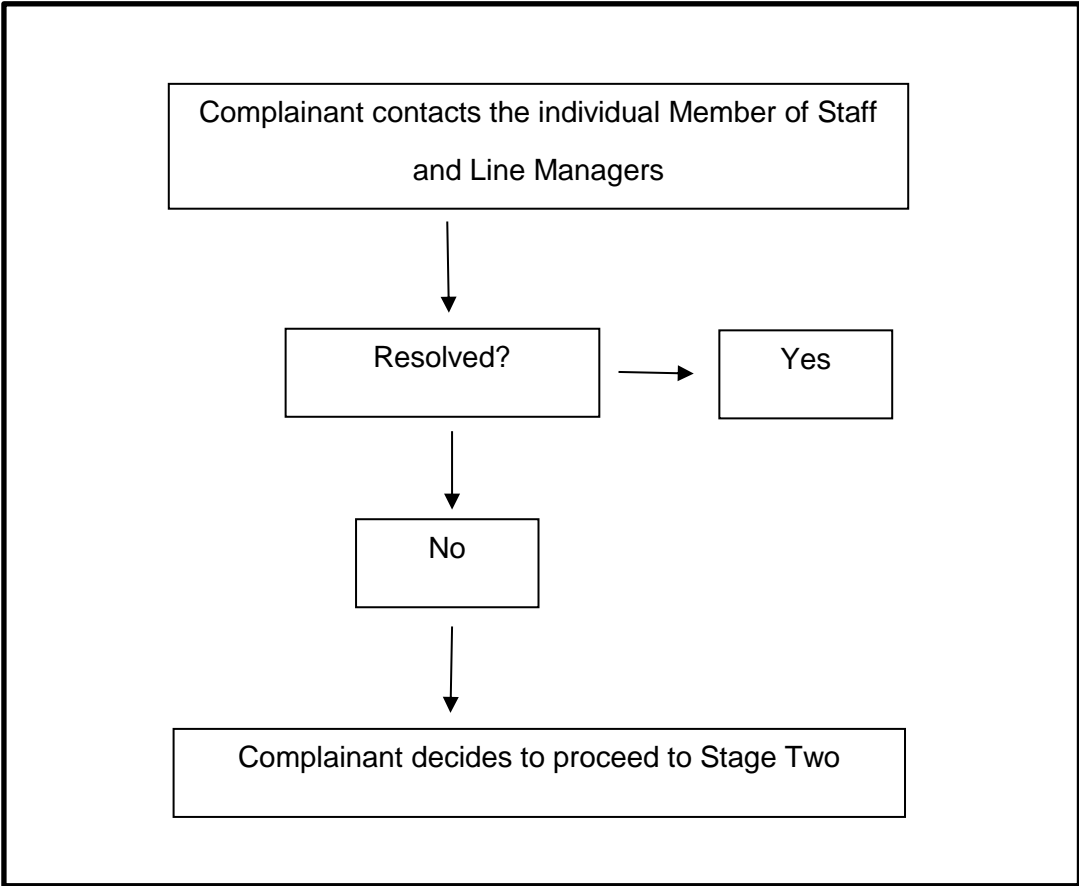 Complainant contacts the individual Member of Staff
and Line Managers
Resolved?
Yes
No
Complainant decides to proceed to Stage Two